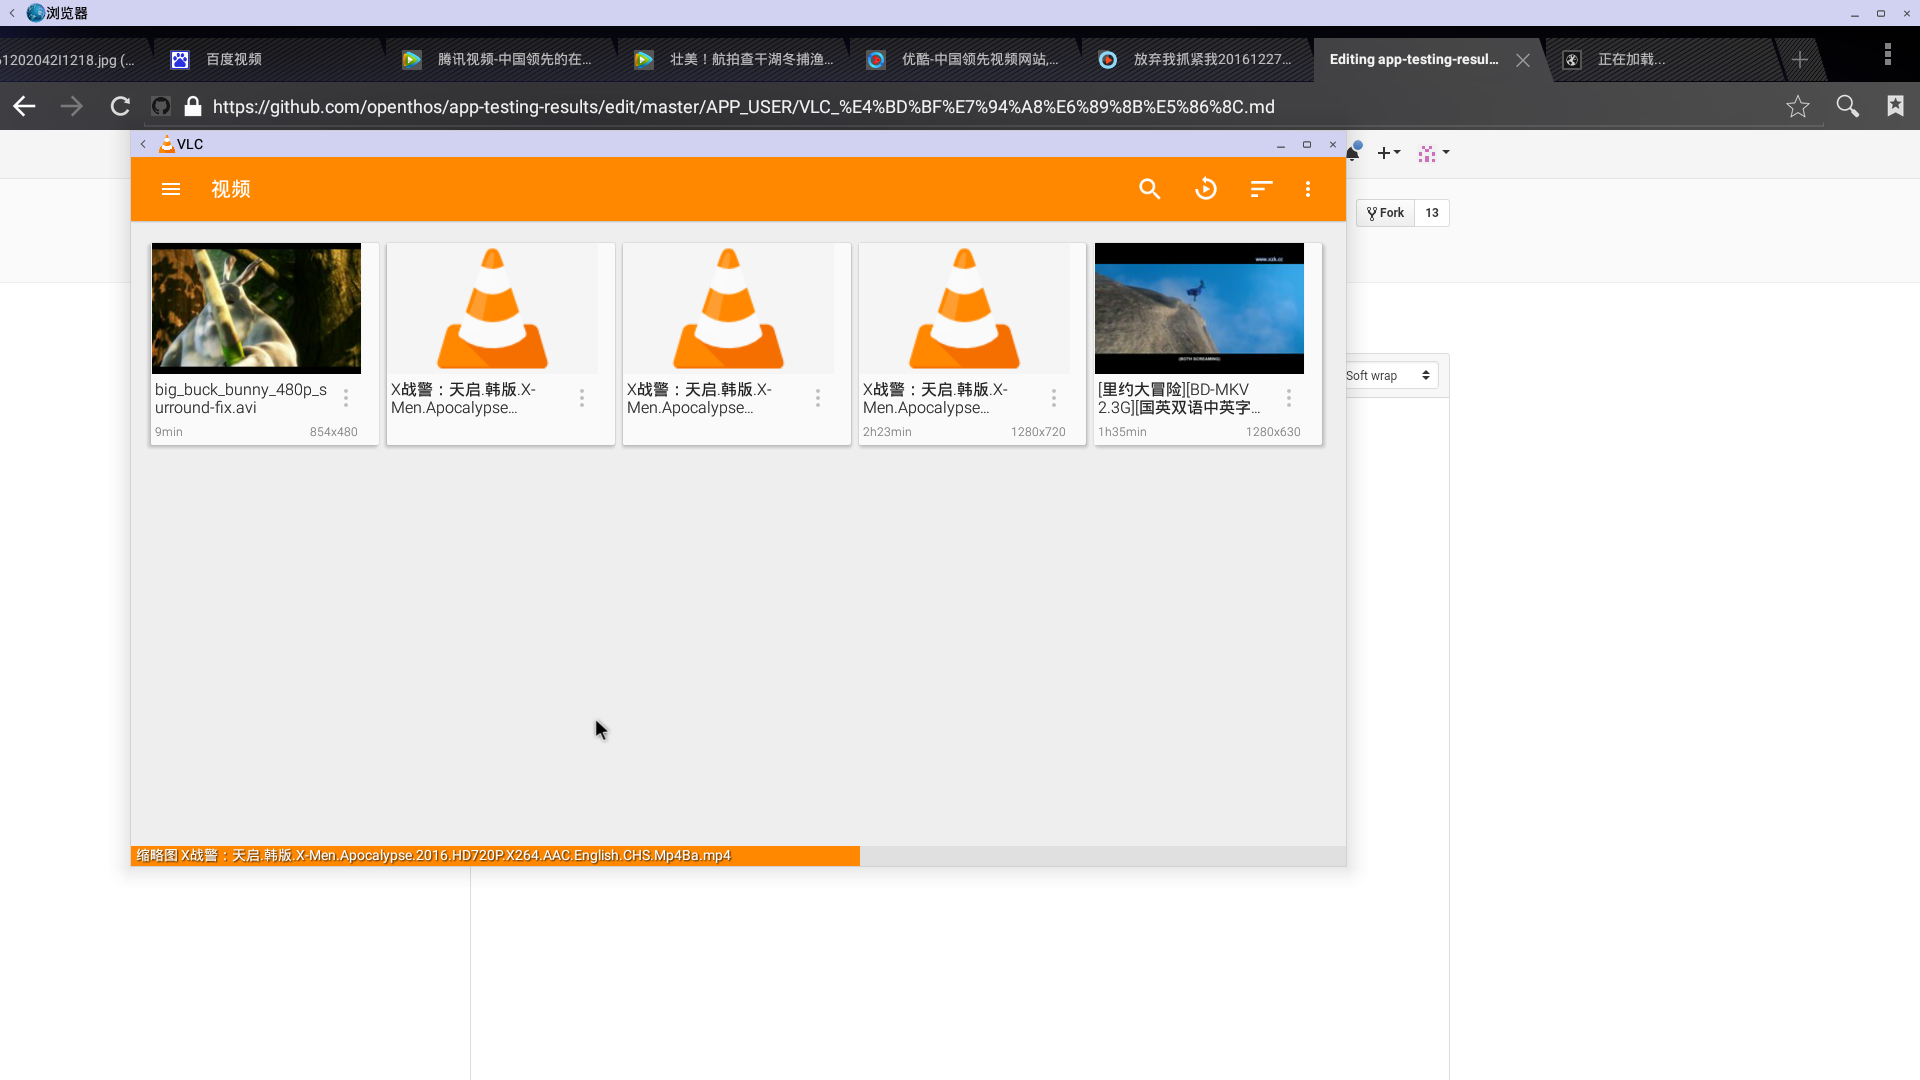 浏览器
1202042I1218.jpg (...
百度视频
腾讯视频-中国领先的在...
壮美！航拍查干湖冬捕渔...
优酷-中国领先视频网站,...
放弃我抓紧我20161227...
Editing app-testing-resul...
正在加载...
https://github.com/openthos/app-testing-results/edit/master/APP_USER/VLC_%E4%BD%BF%E7%94%A8%E6%89%8B%E5%86%8C.md
VLC
视频
Fork 13
Soft wrap
www.xzk.cc
(BOTH SCREAMING)
big_buck_bunny_480p_s
urround-fix.avi
9min 854x480
X战警：天启.韩版.X-
Men.Apocalypse...
X战警：天启.韩版.X-
Men.Apocalypse...
X战警：天启.韩版.X-
Men.Apocalypse...
2h23min 1280x720
[里约大冒险][BD-MKV
2.3G][国英双语中英字...
1h35min 1280x630
缩略图 X战警：天启.韩版.X-Men.Apocalypse.2016.HD720P.X264.AAC.English.CHS.Mp4Ba.mp4